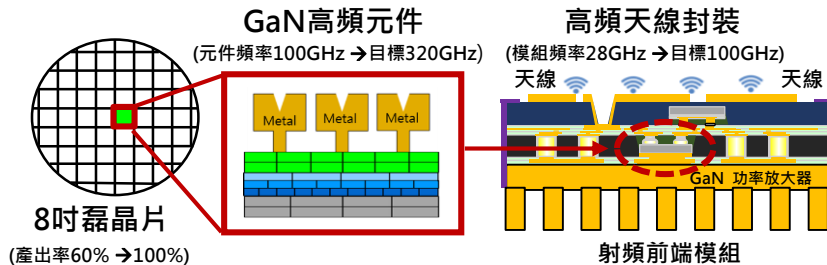 GaN高頻元件
(元件頻率100GHz →目標320GHz)
Metal
Metal
Metal
8吋磊晶片
(產出率60% →100%)
高頻天線封裝
(模組頻率28GHz →目標100GHz)
天線
天線
GaN 功率放大器
射頻前端模組